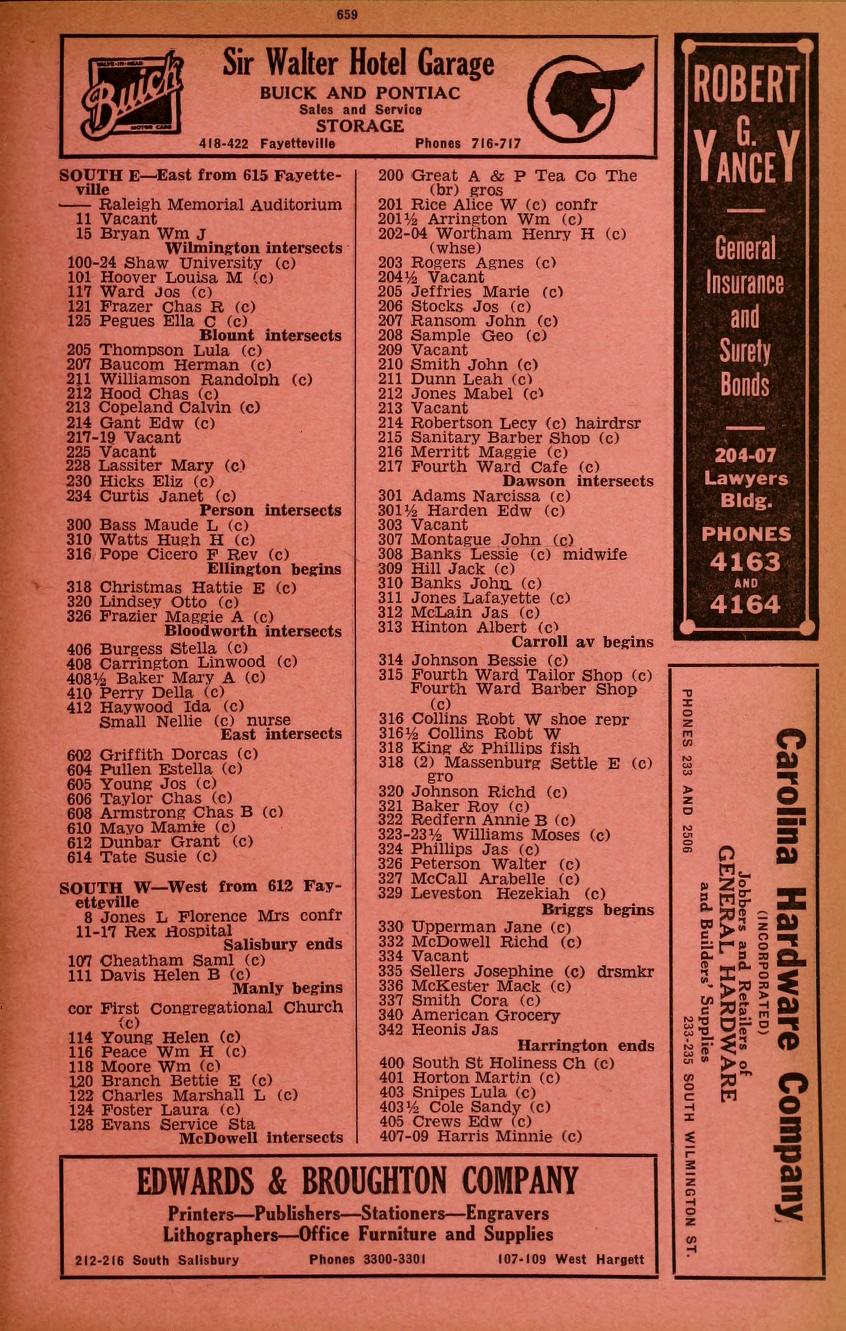 659
VALVE-IN-HEAD
Buick
MOTOR CARS
Sir Walter Hotel Garage
BUICK AND PONTIAC
Sales and Service
STORAGE
418-422 Fayetteville Phones 716-717
SOUTH E—East from 615 Fayette-
ville
—— Raleigh Memorial Auditorium
11 Vacant
15 Bryan Wm J
Wilmington intersects
100-24 Shaw University (c)
101 Hoover Louisa M (c)
117 Ward Jos (c)
121 Frazer Chas R (c)
125 Pegues Ella C (c)
Blount intersects
205 Thompson Lula (c)
207 Baucom Herman (c)
211 Williamson Randolph (c)
212 Hood Chas (c)
213 Copeland Calvin (c)
214 Gant Edw (c)
217-19 Vacant
225 Vacant
228 Lassiter Mary (c)
230 Hicks Eliz (c)
234 Curtis Janet (c)
Person intersects
300 Bass Maude L (c)
310 Watts Hugh H (c)
316 Pope Cicero F Rev (c)
Ellington begins
318 Christmas Hattie E (c)
320 Lindsey Otto (c)
326 Frazier Maggie A (c)
Bloodworth intersects
406 Burgess Stella (c)
408 Carrington Linwood (c)
408½ Baker Mary A (c)
410 Perry Della (c)
412 Haywood Ida (c)
Small Nellie (c) nurse
East intersects
602 Griffith Dorcas (c)
604 Pullen Estella (c)
605 Young Jos (c)
606 Taylor Chas (c)
608 Armstrong Chas B (c)
610 Mayo Mamie (c)
612 Dunbar Grant (c)
614 Tate Susie (c)
SOUTH W—West from 612 Fay-
etteville
8 Jones L Florence Mrs confr
11-17 Rex Hospital
Salisbury ends
107 Cheatham Saml (c)
111 Davis Helen B (c)
Manly begins
cor First Congregational Church
(c)
114 Young Helen (c)
116 Peace Wm H (c)
118 Moore Wm (c)
120 Branch Bettie E (c)
122 Charles Marshall L (c)
124 Foster Laura (c)
128 Evans Service Sta
McDowell intersects
200 Great A & P Tea Co The
(br) gros
201 Rice Alice W (c) confr
201½ Arrington Wm (c)
202-04 Wortham Henry H (c)
(whse)
203 Rogers Agnes (c)
204½ Vacant
205 Jeffries Marie (c)
206 Stocks Jos (c)
207 Ransom John (c)
208 Sample Geo (c)
209 Vacant
210 Smith John (c)
211 Dunn Leah (c)
212 Jones Mabel (c)
213 Vacant
214 Robertson Lecy (c) hairdrsr
215 Sanitary Barber Shop (c)
216 Merritt Maggie (c)
217 Fourth Ward Cafe (c)
Dawson intersects
301 Adams Narcissa (c)
301½ Harden Edw (c)
303 Vacant
307 Montague John (c)
308 Banks Lessie (c) midwife
309 Hill Jack (c)
310 Banks John (c)
311 Jones Lafayette (c)
312 McLain Jas (c)
313 Hinton Albert (c)
Carroll av begins
314 Johnson Bessie (c)
315 Fourth Ward Tailor Shop (c)
Fourth Ward Barber Shop
(c)
316 Collins Robt W shoe repr
316½ Collins Robt W
318 King & Phillips fish
318 (2) Massenburg Settle E (c)
gro
320 Johnson Richd (c)
321 Baker Roy (c)
322 Redfern Annie B (c)
323-23½ Williams Moses (c)
324 Phillips Jas (c)
326 Peterson Walter (c)
327 McCall Arabelle (c)
329 Leveston Hezekiah (c)
Briggs begins
330 Upperman Jane (c)
332 McDowell Richd (c)
334 Vacant
335 Sellers Josephine (c) drsmkr
336 McKester Mack (c)
337 Smith Cora (c)
340 American Grocery
342 Heonis Jas
Harrington ends
400 South St Holiness Ch (c)
401 Horton Martin (c)
403 Snipes Lula (c)
403½ Cole Sandy (c)
405 Crews Edw (c)
407-09 Harris Minnie (c)
ROBERT
G.
YANCEY
General
Insurance
and
Surety
Bonds
204-07
Lawyers
Bldg.
PHONES
4163
AND
4164
Carolina Hardware Company
(INCORPORATED)
Jobbers and Retailers of
GENERAL HARDWARE
and Builders' Supplies
PHONES 233 AND 2506 233-235 SOUTH WILMINGTON ST.
EDWARDS & BROUGHTON COMPANY
Printers—Publishers—Stationers—Engravers
Lithographers—Office Furniture and Supplies
212-216 South Salisbury Phones 3300-3301 107-109 West Hargett